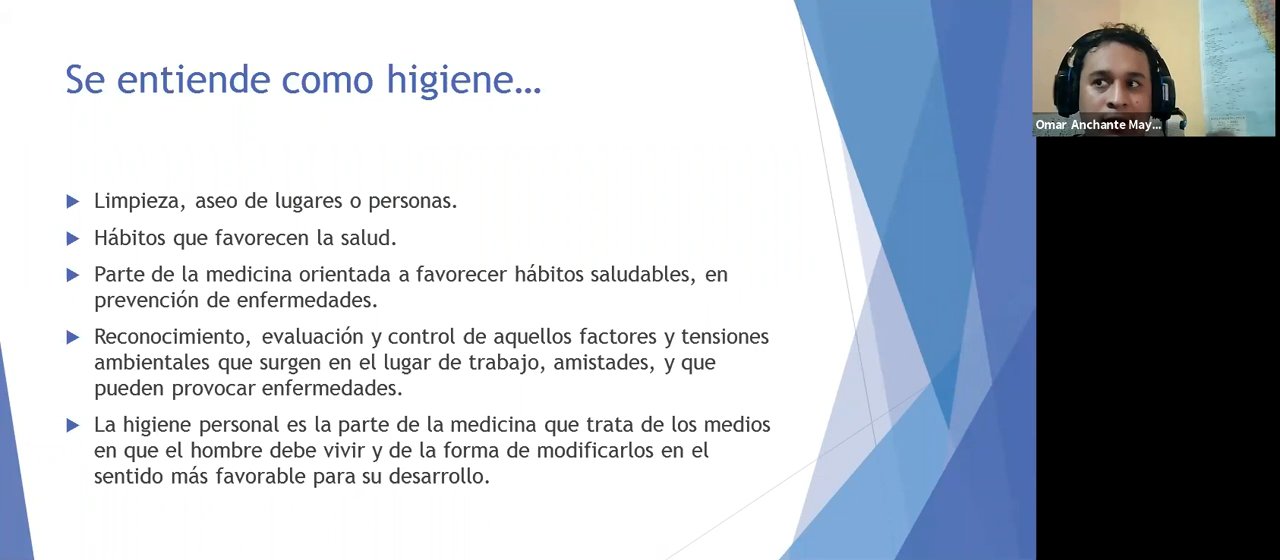 Se entiende como higiene...
Limpieza, aseo de lugares o personas.
Hábitos que favorecen la salud.
Parte de la medicina orientada a favorecer hábitos saludables, en
prevención de enfermedades.
Reconocimiento, evaluación y control de aquellos factores y tensiones
ambientales que surgen en el lugar de trabajo, amistades, y que
pueden provocar enfermedades.
La higiene personal es la parte de la medicina que trata de los medios
en que el hombre debe vivir y de la forma de modificarlos en el
sentido más favorable para su desarrollo.
Omar Anchante May...